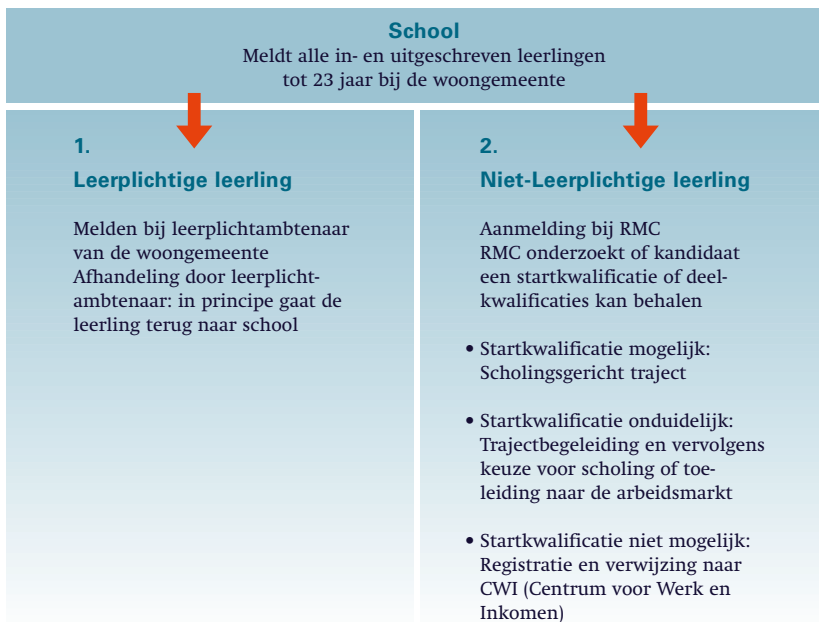 School
Meldt alle in- en uitgeschreven leerlingen
tot 23 jaar bij de woongemeente
1.
Leerplichtige leerling
Melden bij leerplichtambtenaar
van de woongemeente
Afhandeling door leerplicht-
ambtenaar: in principe gaat de
leerling terug naar school
2.
Niet-Leerplichtige leerling
Aanmelding bij RMC
RMC onderzoekt of kandidaat
een startkwalificatie of deel-
kwalificaties kan behalen
• Startkwalificatie mogelijk:
Scholingsgericht traject
• Startkwalificatie onduidelijk:
Trajectbegeleiding en vervolgens
keuze voor scholing of toe-
leiding naar de arbeidsmarkt
• Startkwalificatie niet mogelijk:
Registratie en verwijzing naar
CWI (Centrum voor Werk en
Inkomen)